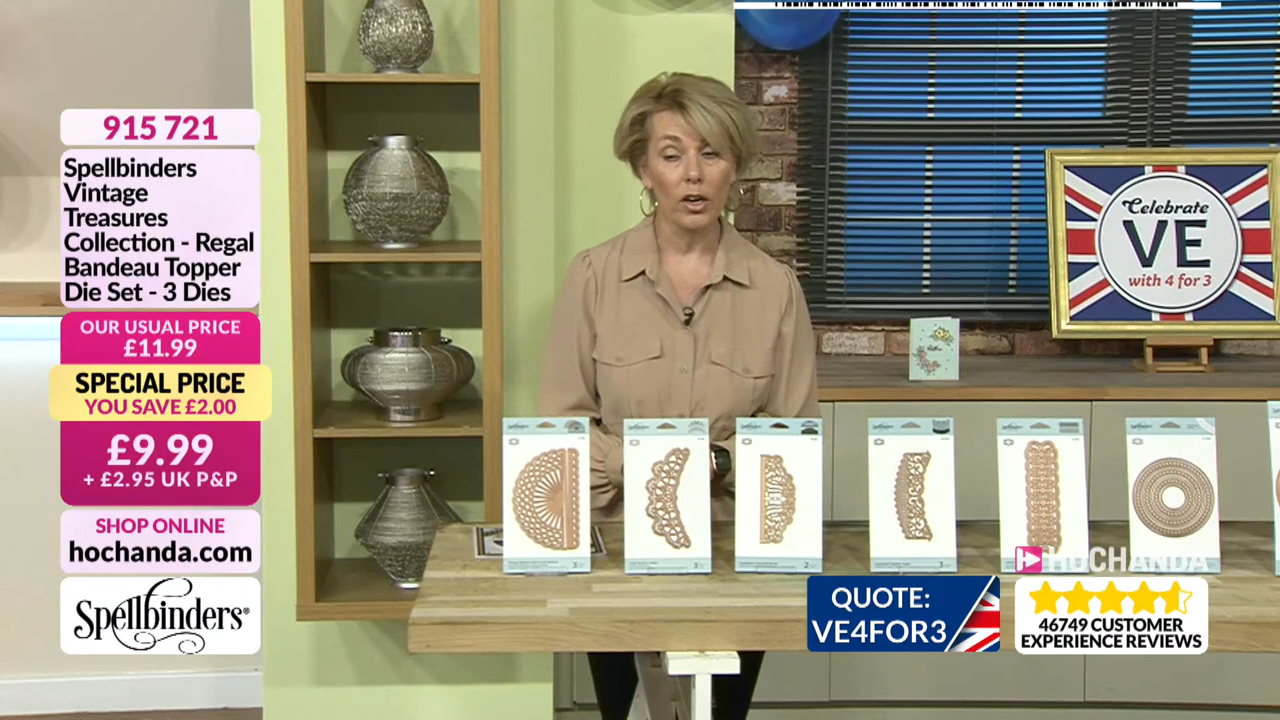 915 721
Spellbinders
Vintage
Treasures
Collection - Regal
Bandeau Topper
Die Set - 3 Dies
OUR USUAL PRICE
£11.99
SPECIAL PRICE
YOU SAVE £2.00
£9.99
+ £2.95 UK P&P
SHOP ONLINE
hochanda.com
Spellbinders®
Celebrate
VE
with 4 for 3
HOCHANDA
QUOTE:
VE4FOR3
46749 CUSTOMER
EXPERIENCE REVIEWS